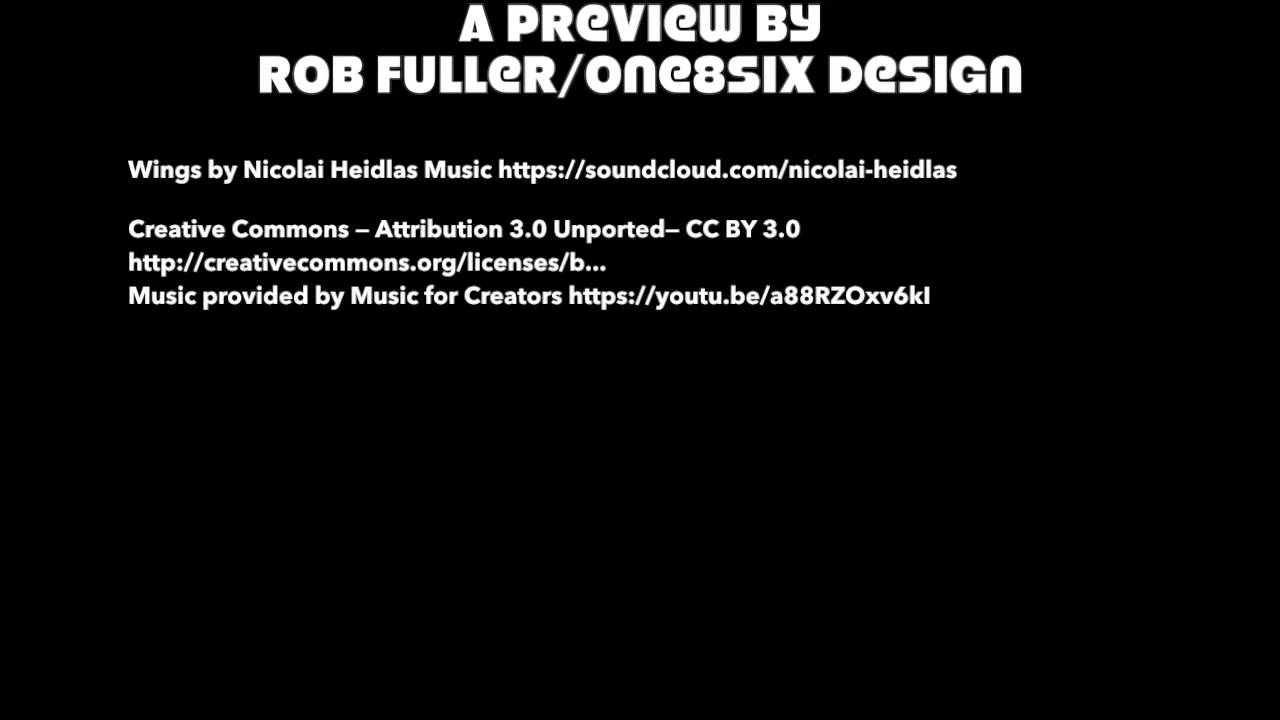 A PREVIEW BY
ROB FULLER/ONE8SIX DESIGN
Wings by Nicolai Heidlas Music https://soundcloud.com/nicolai-heidlas
Creative Commons — Attribution 3.0 Unported— CC BY 3.0
http://creativecommons.org/licenses/b...
Music provided by Music for Creators https://youtu.be/a88RZOxv6kI